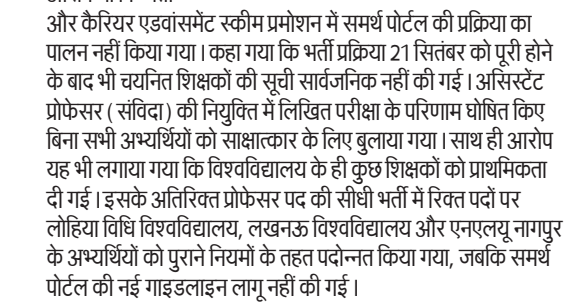 और कैरियर एडवांसमेंट स्कीम प्रमोशन में समर्थ पोर्टल की प्रक्रिया का
पालन नहीं किया गया । कहा गया कि भर्ती प्रक्रिया 21 सितंबर को पूरी होने
के बाद भी चयनित शिक्षकों की सूची सार्वजनिक नहीं की गई । असिस्टेंट
प्रोफेसर ( संविदा ) की नियुक्ति में लिखित परीक्षा के परिणाम घोषित किए
बिना सभी अभ्यर्थियों को साक्षात्कार के लिए बुलाया गया । साथ ही आरोप
यह भी लगाया गया कि विश्वविद्यालय के ही कुछ शिक्षकों को प्राथमिकता
दी गई । इसके अतिरिक्त प्रोफेसर पद की सीधी भर्ती में रिक्त पदों पर
लोहिया विधि विश्वविद्यालय, लखनऊ विश्वविद्यालय और एनएलयू नागपुर
के अभ्यर्थियों को पुराने नियमों के तहत पदोन्नत किया गया, जबकि समर्थ
पोर्टल की नई गाइडलाइन लागू नहीं की गई ।